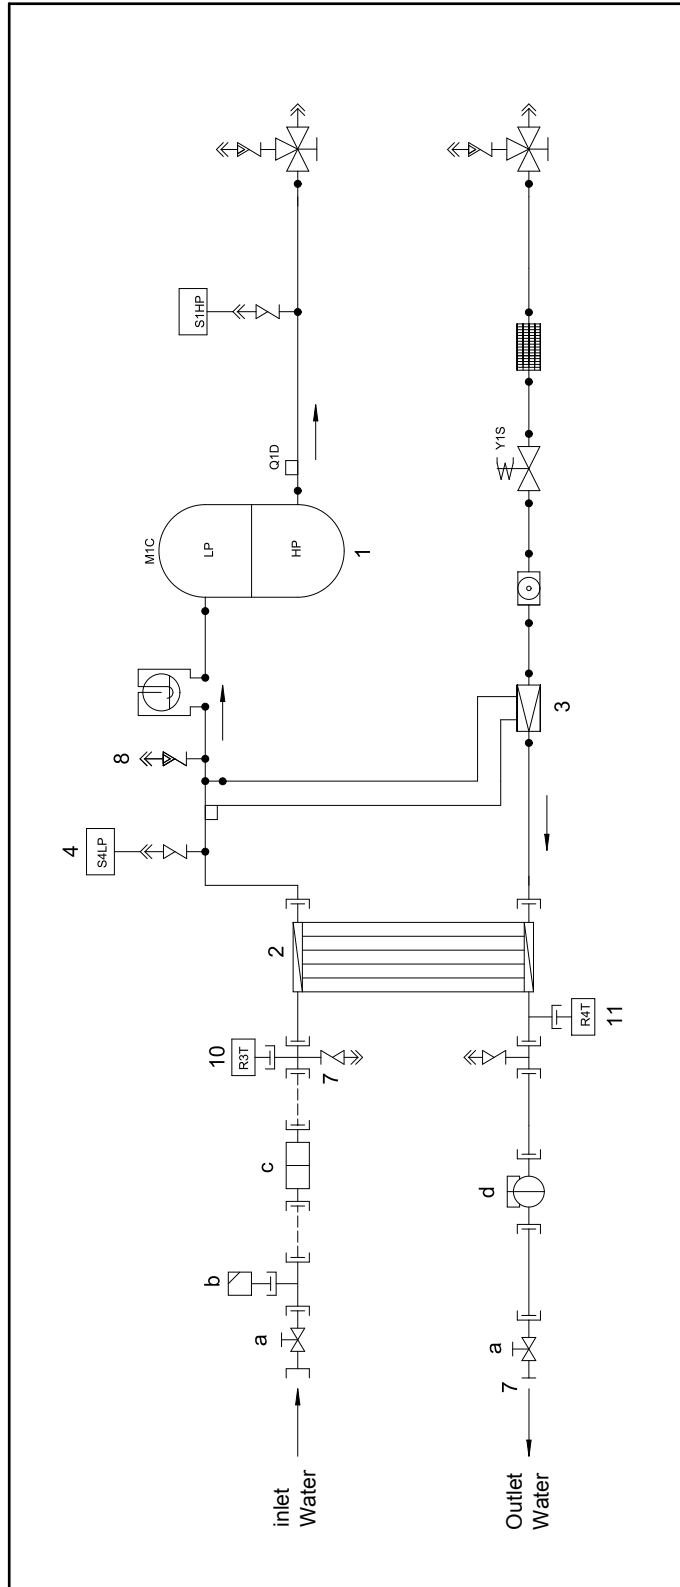 S1HP
Y1S
Q1D
M1C
LP
HP
1
3
8
4
S4LP
2
10
R3T
7
R4T
11
c
d
b
a
a
7
inlet
Water
Outlet
Water